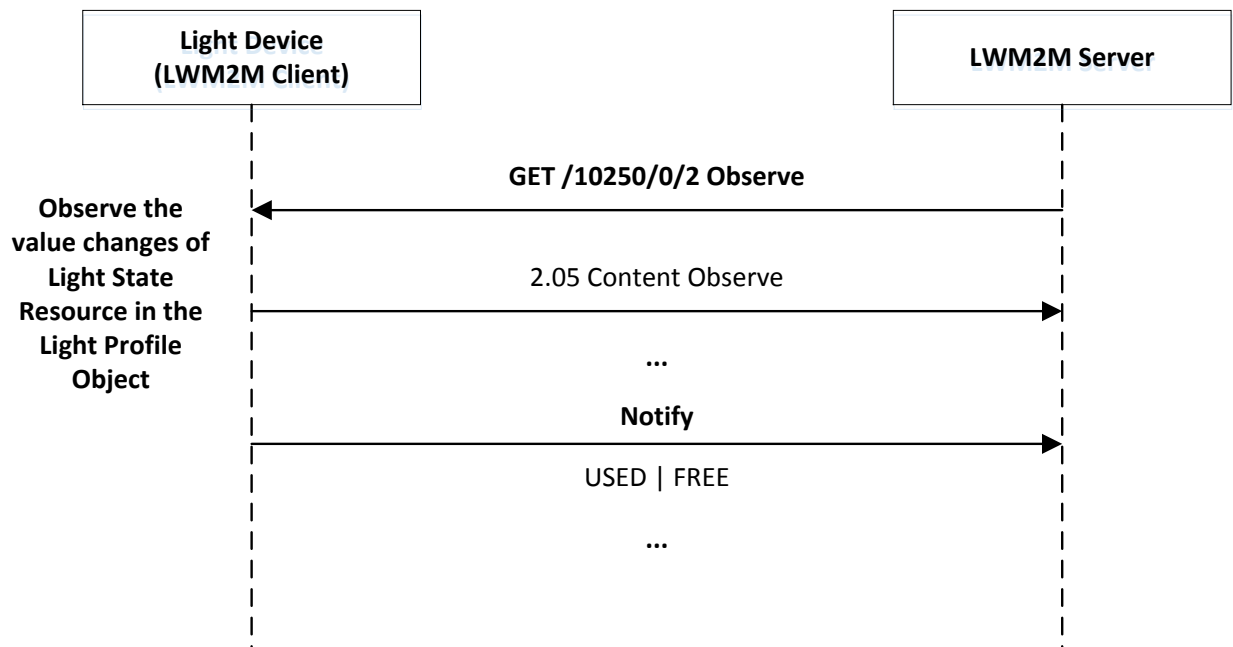 Light Device
(LWM2M Client)
LWM2M Server
GET /10250/0/2 Observe
Observe the
value changes of
Light State
Resource in the
Light Profile
Object
2.05 Content Observe
...
Notify
USED | FREE
...